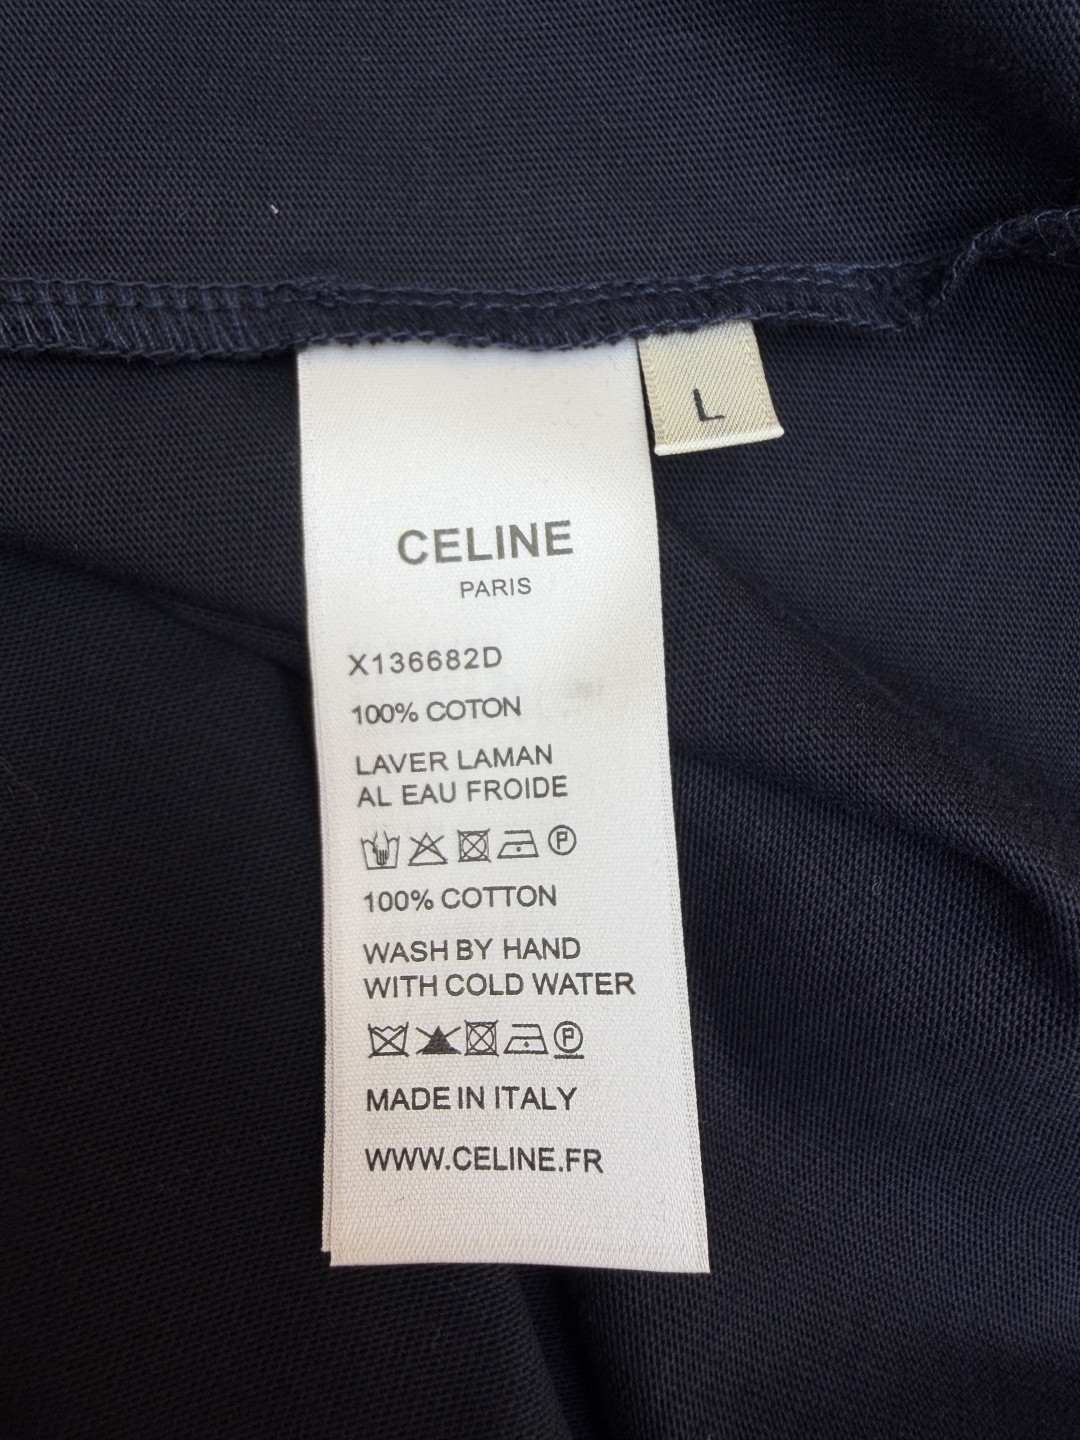 L
CELINE
PARIS
X136682D
100% COTON
LAVER LAMAN
AL EAU FROIDE
P
100% COTTON
WASH BY HAND
WITH COLD WATER
P
MADE IN ITALY
WWW.CELINE.FR